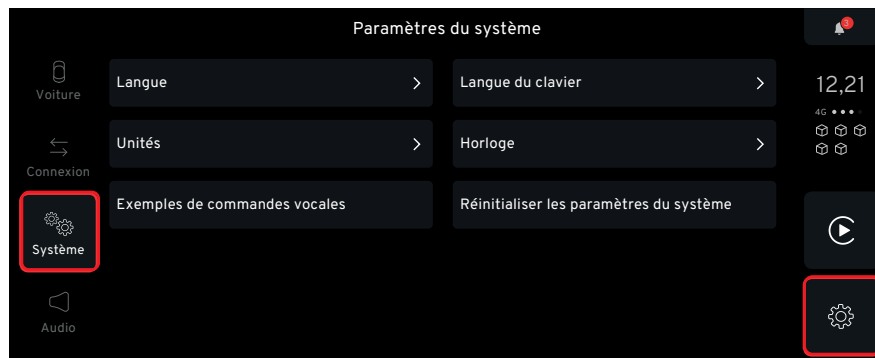 Paramètres du système
3
Voiture
Langue
Langue du clavier
12,21
4G
Connexion
Unités
Horloge
Système
Exemples de commandes vocales
Réinitialiser les paramètres du système
Audio